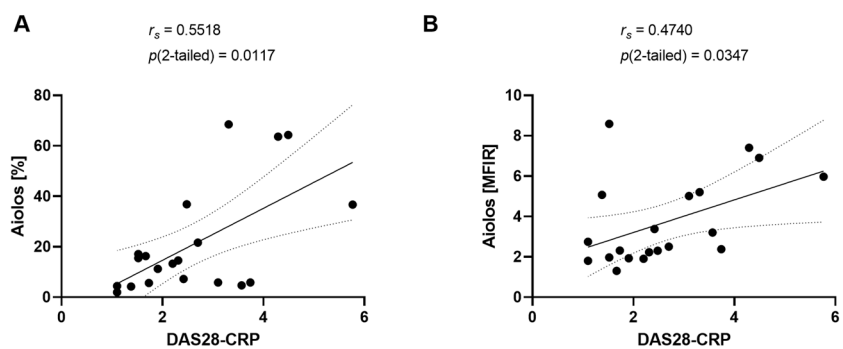 A
r_s = 0.5518
p(2-tailed) = 0.0117
80
60
40
20
0
Aiolos [%]
0 2 4 6
DAS28-CRP
B
r_s = 0.4740
p(2-tailed) = 0.0347
10
8
6
4
2
0
Aiolos [MFIR]
0 2 4 6
DAS28-CRP